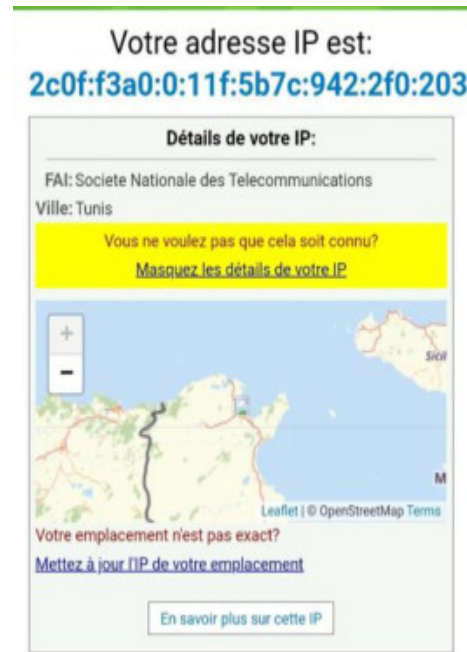 Votre adresse IP est:
2c0f:f3a0:0:11f:5b7c:942:2f0:203
Détails de votre IP:
FAI: Societe Nationale des Telecommunications
Ville: Tunis
Vous ne voulez pas que cela soit connu?
Masquez les détails de votre IP
+
−
Sicil
M
Leaflet | © OpenStreetMap Terms
Votre emplacement n'est pas exact?
Mettez à jour l'IP de votre emplacement
En savoir plus sur cette IP